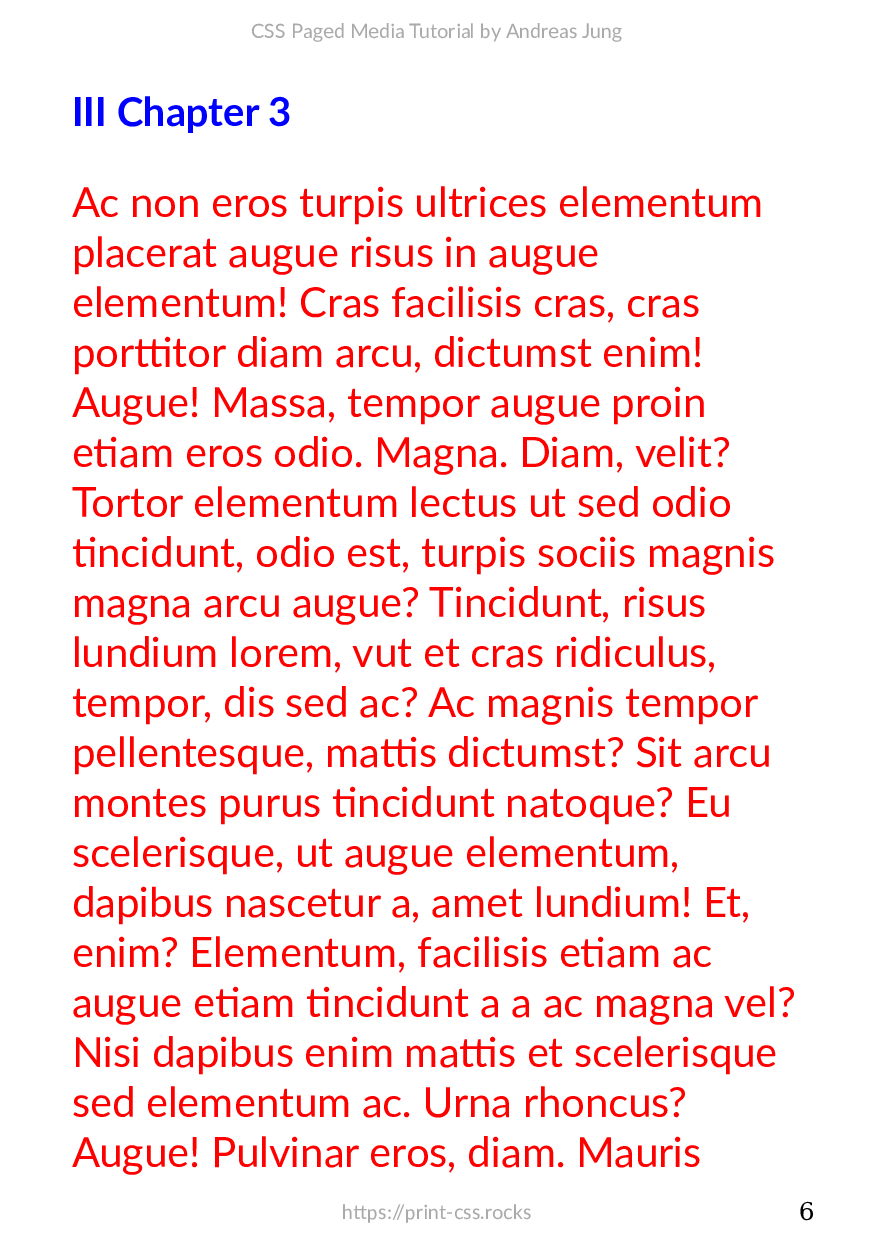 CSS Paged Media Tutorial by Andreas Jung
III Chapter 3
Ac non eros turpis ultrices elementum
placerat augue risus in augue
elementum! Cras facilisis cras, cras
porttitor diam arcu, dictumst enim!
Augue! Massa, tempor augue proin
etiam eros odio. Magna. Diam, velit?
Tortor elementum lectus ut sed odio
tincidunt, odio est, turpis sociis magnis
magna arcu augue? Tincidunt, risus
lundium lorem, vut et cras ridiculus,
tempor, dis sed ac? Ac magnis tempor
pellentesque, mattis dictumst? Sit arcu
montes purus tincidunt natoque? Eu
scelerisque, ut augue elementum,
dapibus nascetur a, amet lundium! Et,
enim? Elementum, facilisis etiam ac
augue etiam tincidunt a a ac magna vel?
Nisi dapibus enim mattis et scelerisque
sed elementum ac. Urna rhoncus?
Augue! Pulvinar eros, diam. Mauris
https://print-css.rocks 6